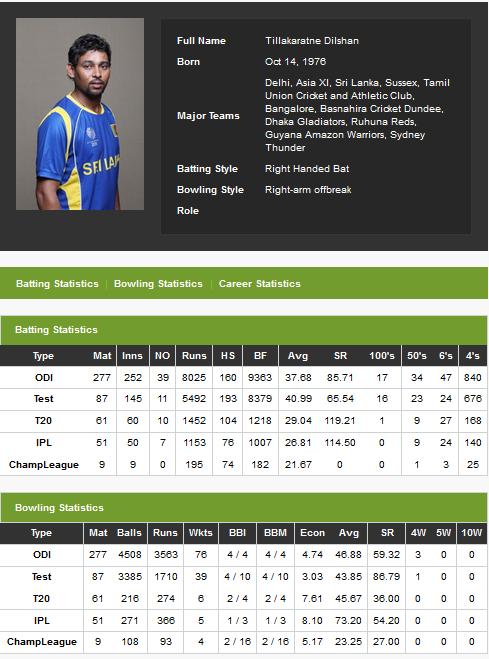 Full Name Tillakaratne Dilshan
Born Oct 14, 1976
Major Teams Delhi, Asia XI, Sri Lanka, Sussex, Tamil
Union Cricket and Athletic Club,
Bangalore, Basnahira Cricket Dundee,
Dhaka Gladiators, Ruhuna Reds,
Guyana Amazon Warriors, Sydney
Thunder
Batting Style Right Handed Bat
Bowling Style Right-arm offbreak
Role
SRI LAN
Batting Statistics | Bowling Statistics | Career Statistics
Batting Statistics
Type Mat Inns NO Runs HS BF Avg SR 100's 50's 6's 4's
ODI 277 252 39 8025 160 9363 37.68 85.71 17 34 47 840
Test 87 145 11 5492 193 8379 40.99 65.54 16 23 24 676
T20 61 60 10 1452 104 1218 29.04 119.21 1 9 27 168
IPL 51 50 7 1153 76 1007 26.81 114.50 0 9 24 140
ChampLeague 9 9 0 195 74 182 21.67 0 0 1 3 25
Bowling Statistics
Type Mat Balls Runs Wkts BBI BBM Econ Avg SR 4W 5W 10W
ODI 277 4508 3563 76 4 / 4 4 / 4 4.74 46.88 59.32 3 0 0
Test 87 3385 1710 39 4 / 10 4 / 10 3.03 43.85 86.79 1 0 0
T20 61 216 274 6 2 / 4 2 / 4 7.61 45.67 36.00 0 0 0
IPL 51 271 366 5 1 / 3 1 / 3 8.10 73.20 54.20 0 0 0
ChampLeague 9 108 93 4 2 / 16 2 / 16 5.17 23.25 27.00 0 0 0